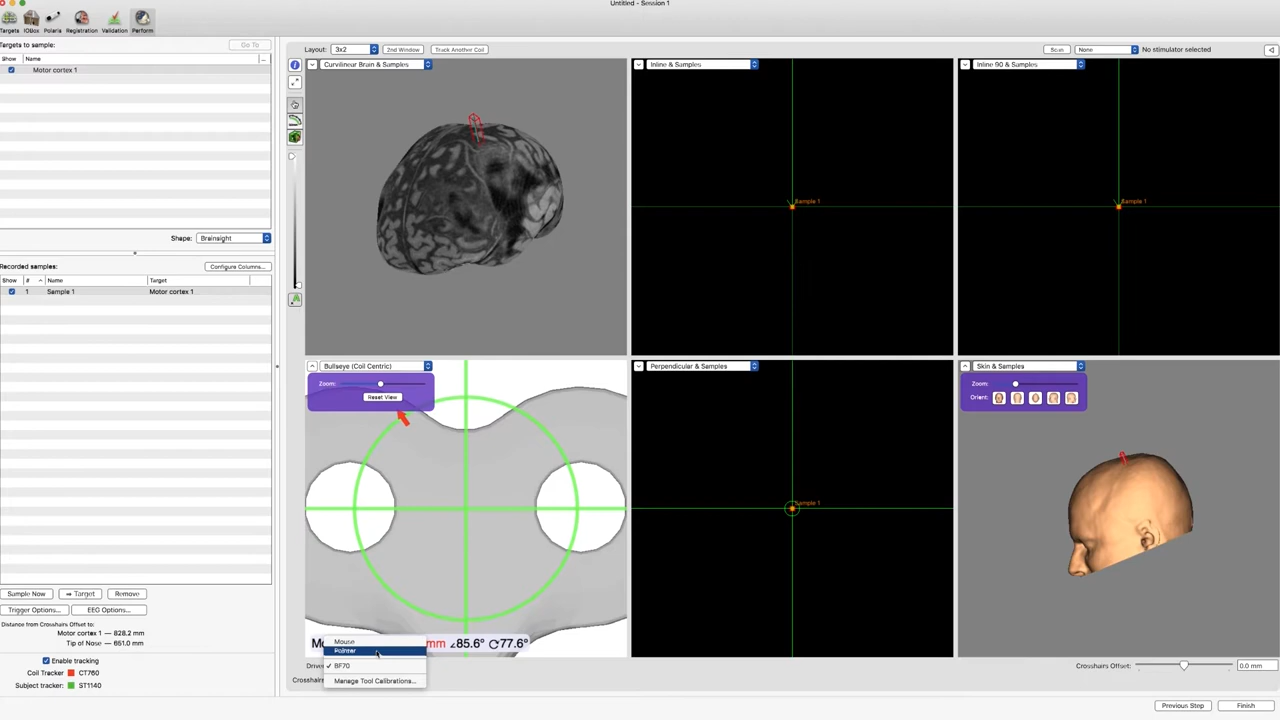 Untitled - Session 1
Targets IOBox Polaris Registration Validation Perform
Targets to sample:
Go To
Show Name ...
Motor cortex 1
Shape: Brainsight
Recorded samples:
Configure Columns...
Show # Name Target
1 Sample 1 Motor cortex 1
Sample Now
⇒ Target
Remove
Trigger Options...
EEG Options...
Distance from Crosshairs Offset to:
Motor cortex 1 — 828.2 mm
Tip of Nose — 651.0 mm
Enable tracking
Coil Tracker CT760
Subject tracker: ST1140
Layout: 3x2 2nd Window Track Another Coil
Scan None No stimulator selected
Curvilinear Brain & Samples
Inline & Samples
Sample 1
Inline 90 & Samples
Sample 1
Bullseye (Coil Centric)
Zoom:
Reset View
mm ∠85.6° 77.6°
Mouse
Pointer
✓ BF70
Manage Tool Calibrations...
Perpendicular & Samples
Sample 1
Skin & Samples
Zoom:
Orient:
Crosshairs Offset: 0.0 mm
Previous Step
Finish